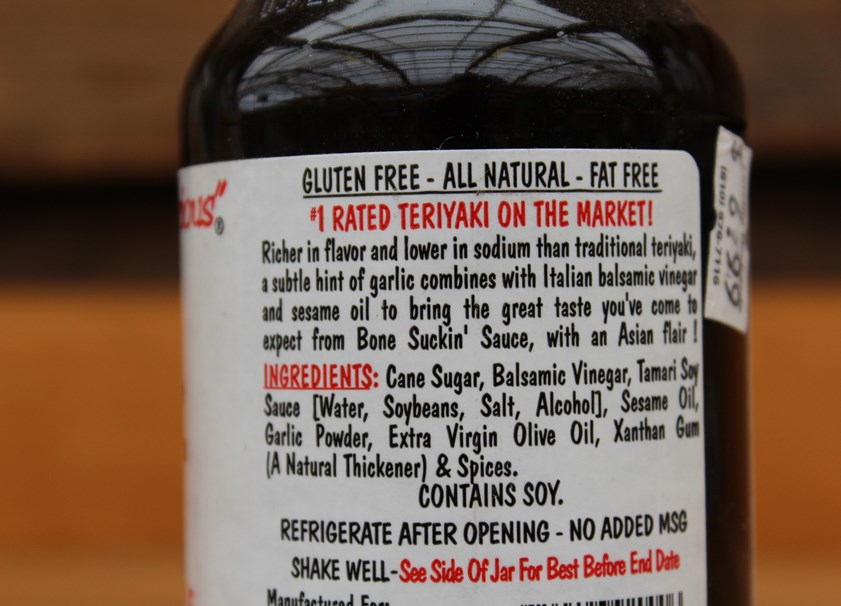 ious"®
GLUTEN FREE - ALL NATURAL - FAT FREE
#1 RATED TERIYAKI ON THE MARKET!
Richer in flavor and lower in sodium than traditional teriyaki,
a subtle hint of garlic combines with Italian balsamic vinegar
and sesame oil to bring the great taste you've come to
expect from Bone Suckin' Sauce, with an Asian flair !
INGREDIENTS: Cane Sugar, Balsamic Vinegar, Tamari Soy
Sauce [Water, Soybeans, Salt, Alcohol], Sesame Oil,
Garlic Powder, Extra Virgin Olive Oil, Xanthan Gum
(A Natural Thickener) & Spices.
CONTAINS SOY.
REFRIGERATE AFTER OPENING - NO ADDED MSG
SHAKE WELL-See Side Of Jar For Best Before End Date
Manufactured For: